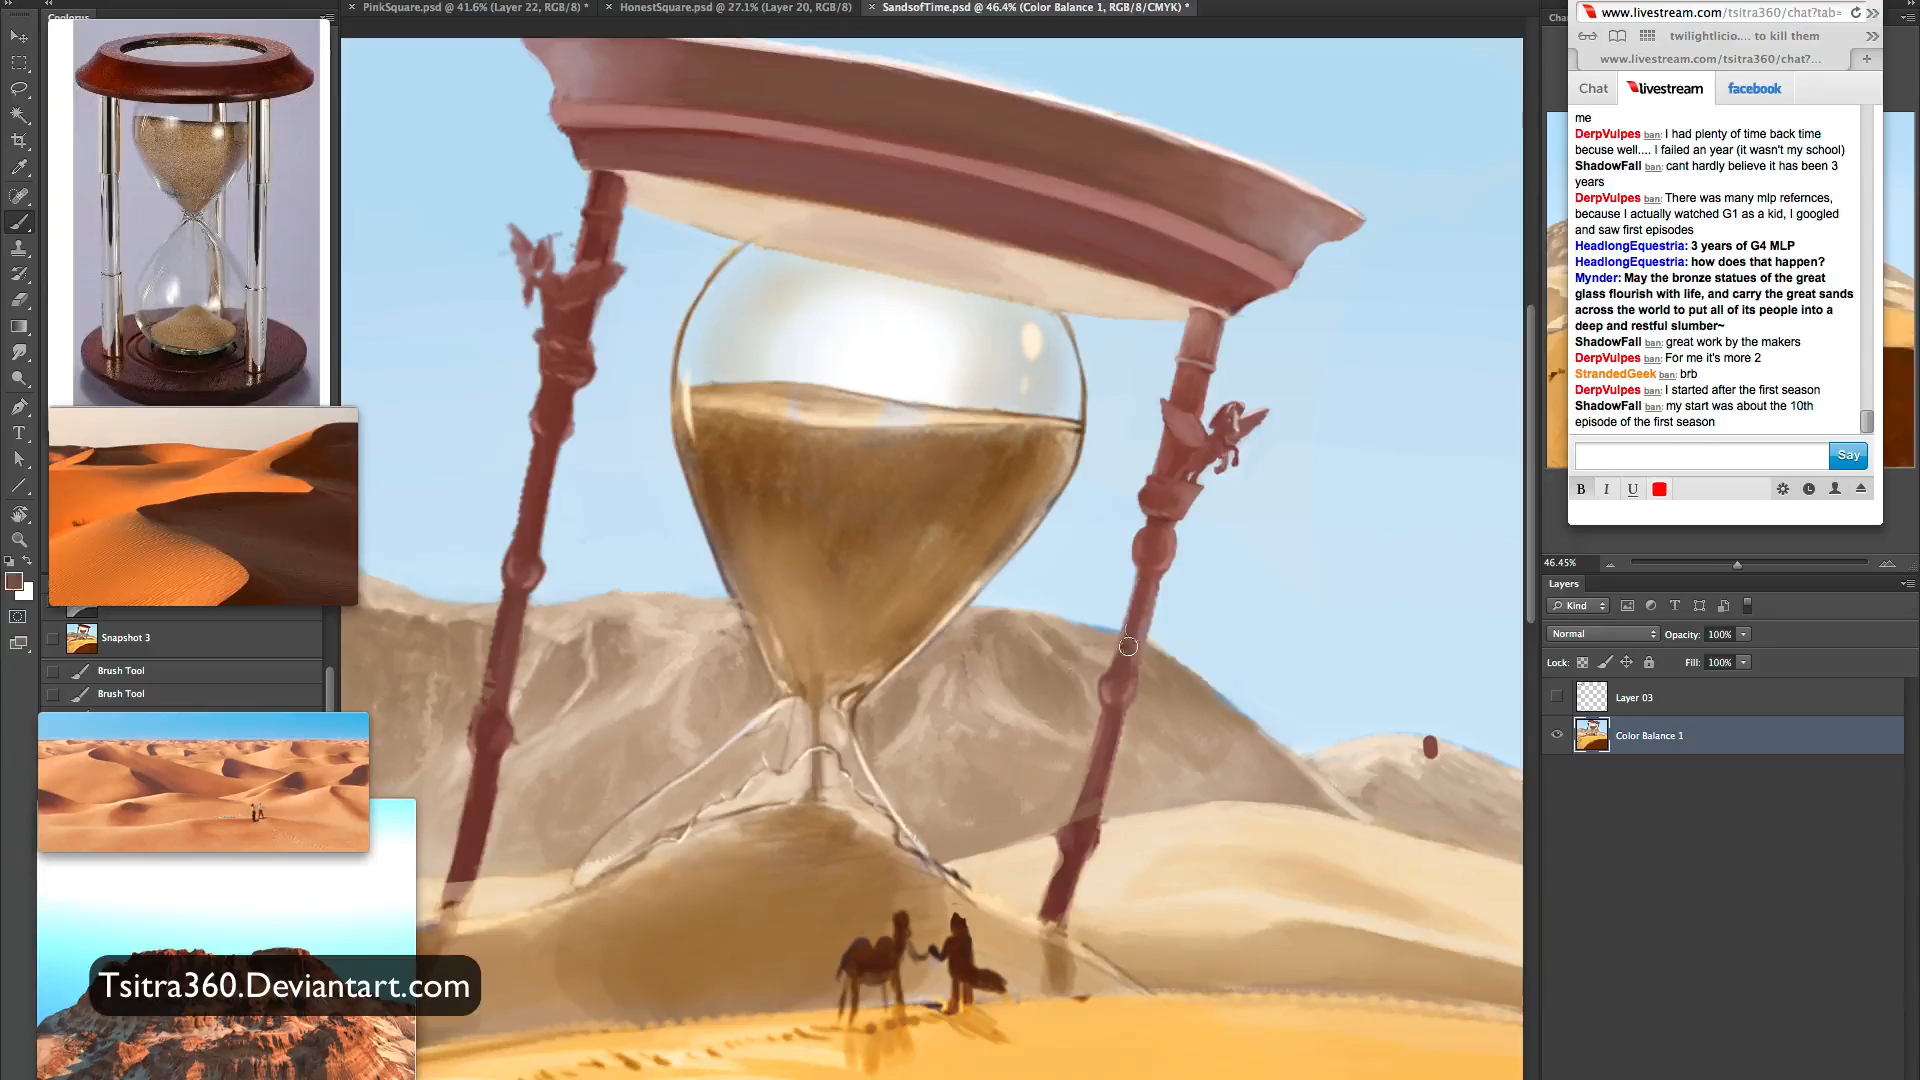 Coolorus
PinkSquare.psd @ 41.6% (Layer 22, RGB/8) *
HonestSquare.psd @ 27.1% (Layer 20, RGB/8)
SandsofTime.psd @ 46.4% (Color Balance 1, RGB/8/CMYK) *
www.livestream.com/tsitra360/chat?tab=
twilightlicio.... to kill them
www.livestream.com/tsitra360/chat?...
Chat
livestream
facebook
me
DerpVulpes ban: I had plenty of time back time
becuse well.... I failed an year (it wasn't my school)
ShadowFall ban: cant hardly believe it has been 3
years
DerpVulpes ban: There was many mlp refernces,
because I actually watched G1 as a kid, I googled
and saw first episodes
HeadlongEquestria: 3 years of G4 MLP
HeadlongEquestria: how does that happen?
Mynder: May the bronze statues of the great
glass flourish with life, and carry the great sands
across the world to put all of its people into a
deep and restful slumber~
ShadowFall ban: great work by the makers
DerpVulpes ban: For me it's more 2
StrandedGeek ban: brb
DerpVulpes ban: I started after the first season
ShadowFall ban: my start was about the 10th
episode of the first season
Say
B I U
46.45%
Layers
Kind
Normal
Opacity: 100%
Lock:
Fill: 100%
Layer 03
Color Balance 1
Snapshot 3
Brush Tool
Brush Tool
Tsitra360.Deviantart.com